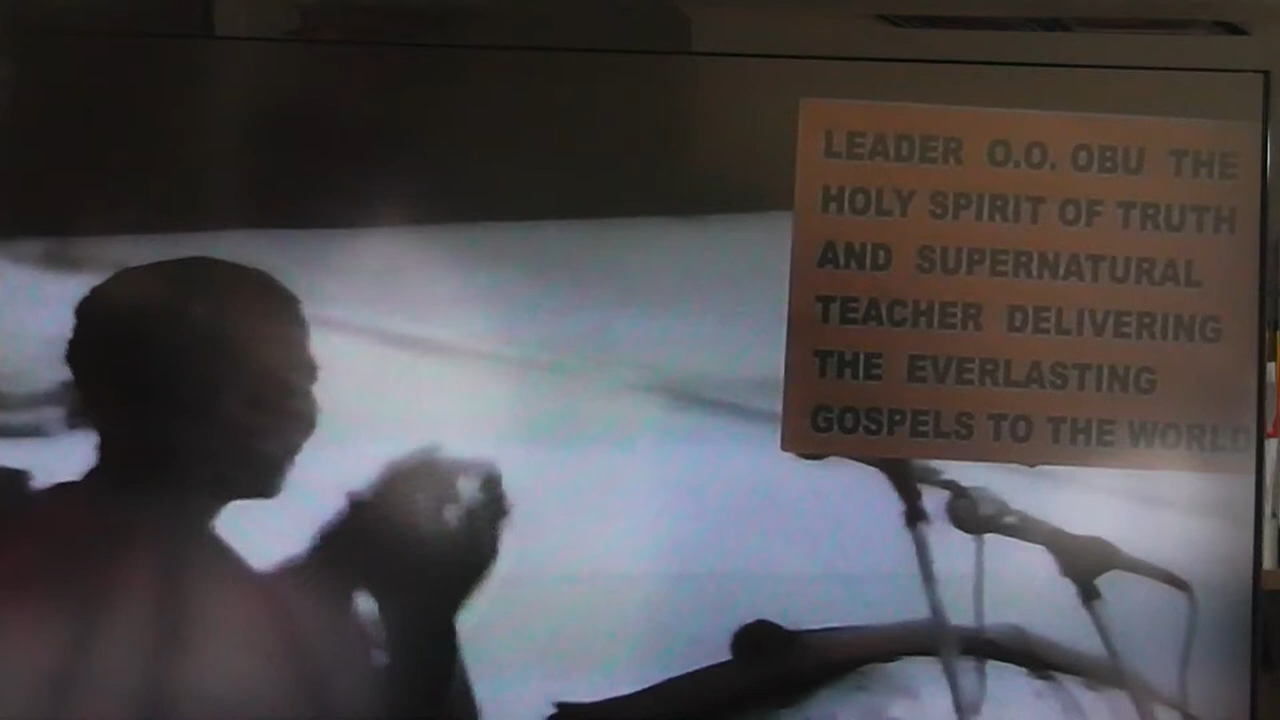 LEADER O.O. OBU THE
HOLY SPIRIT OF TRUTH
AND SUPERNATURAL
TEACHER DELIVERING
THE EVERLASTING
GOSPELS TO THE WORLD